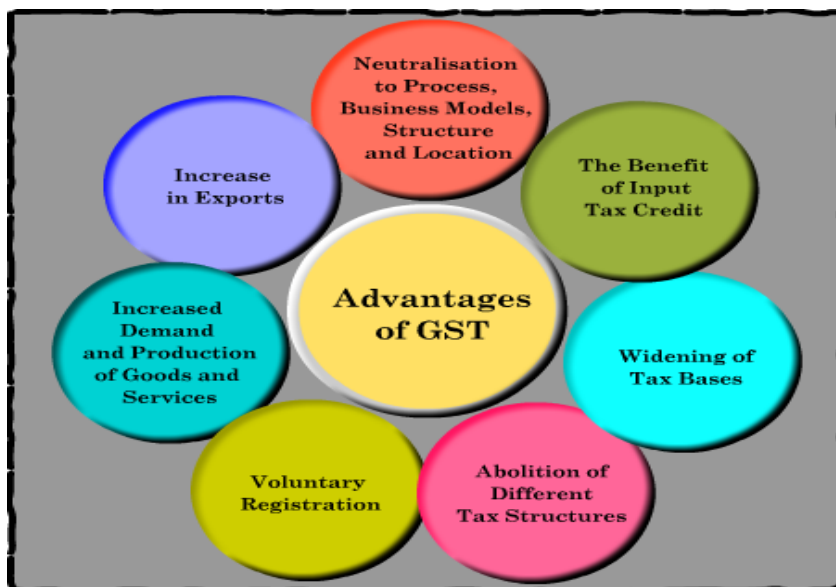 Neutralisation
to Process,
Business Models,
Structure
and Location
The Benefit
of Input
Tax Credit
Widening of
Tax Bases
Abolition of
Different
Tax Structures
Voluntary
Registration
Increased
Demand
and Production
of Goods and
Services
Increase
in Exports
Advantages
of GST